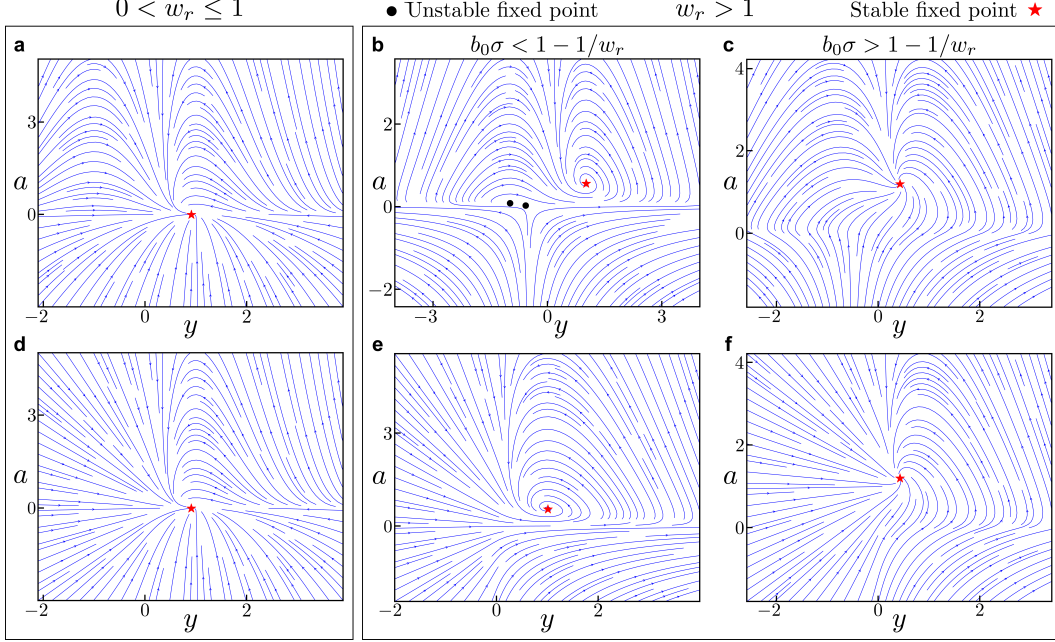 0 < w_r ≤ 1
● Unstable fixed point
w_r > 1
Stable fixed point ★
a
b
b_0σ < 1 − 1/w_r
c
b_0σ > 1 − 1/w_r
a
3
0
−2
0
2
y
a
2
0
−2
−3
0
3
y
a
4
2
0
−2
0
2
y
d
e
f
a
3
0
−2
0
2
y
a
3
0
−2
0
2
y
a
4
2
0
−2
0
2
y